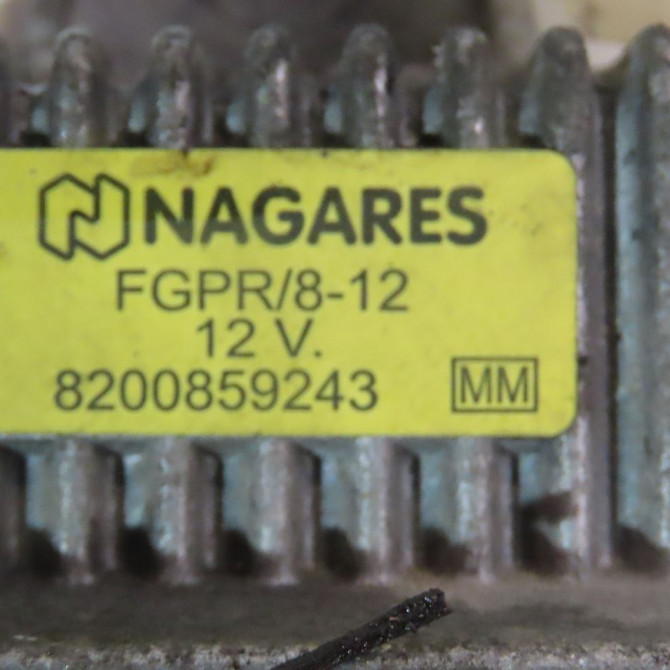 NAGARES
FGPR/8-12
12 V.
8200859243
MM